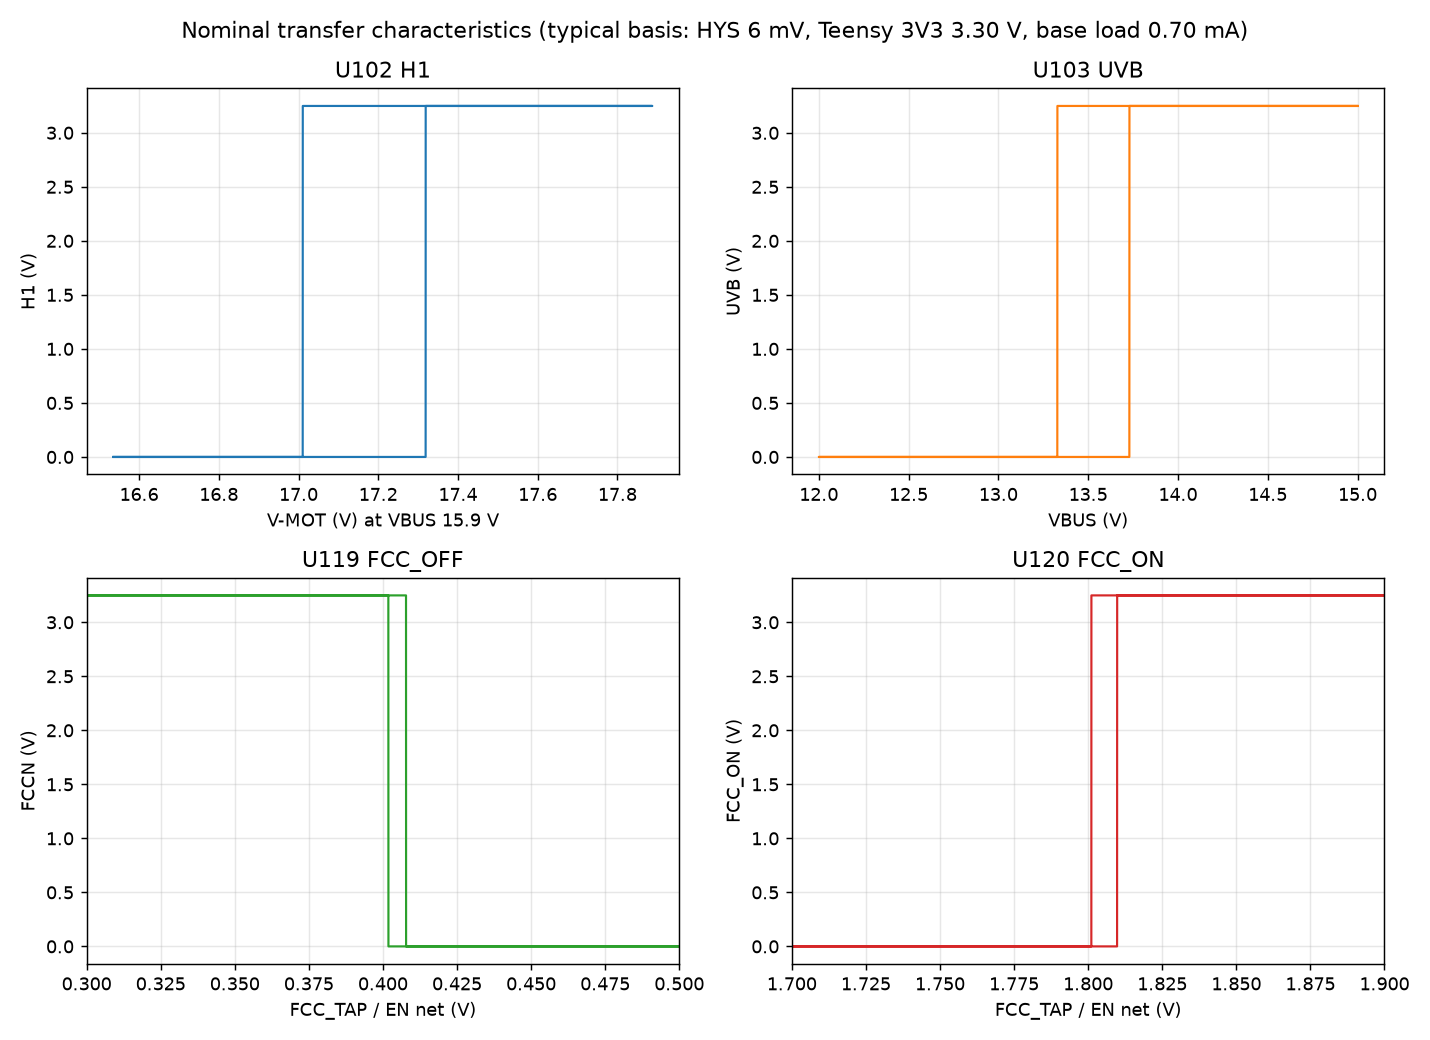 Nominal transfer characteristics (typical basis: HYS 6 mV, Teensy 3V3 3.30 V, base load 0.70 mA)
U102 H1
H1 (V)
3.0
2.5
2.0
1.5
1.0
0.5
0.0
16.6 16.8 17.0 17.2 17.4 17.6 17.8
V-MOT (V) at VBUS 15.9 V
U103 UVB
UVB (V)
3.0
2.5
2.0
1.5
1.0
0.5
0.0
12.0 12.5 13.0 13.5 14.0 14.5 15.0
VBUS (V)
U119 FCC_OFF
FCCN (V)
3.0
2.5
2.0
1.5
1.0
0.5
0.0
0.300 0.325 0.350 0.375 0.400 0.425 0.450 0.475 0.500
FCC_TAP / EN net (V)
U120 FCC_ON
FCC_ON (V)
3.0
2.5
2.0
1.5
1.0
0.5
0.0
1.700 1.725 1.750 1.775 1.800 1.825 1.850 1.875 1.900
FCC_TAP / EN net (V)